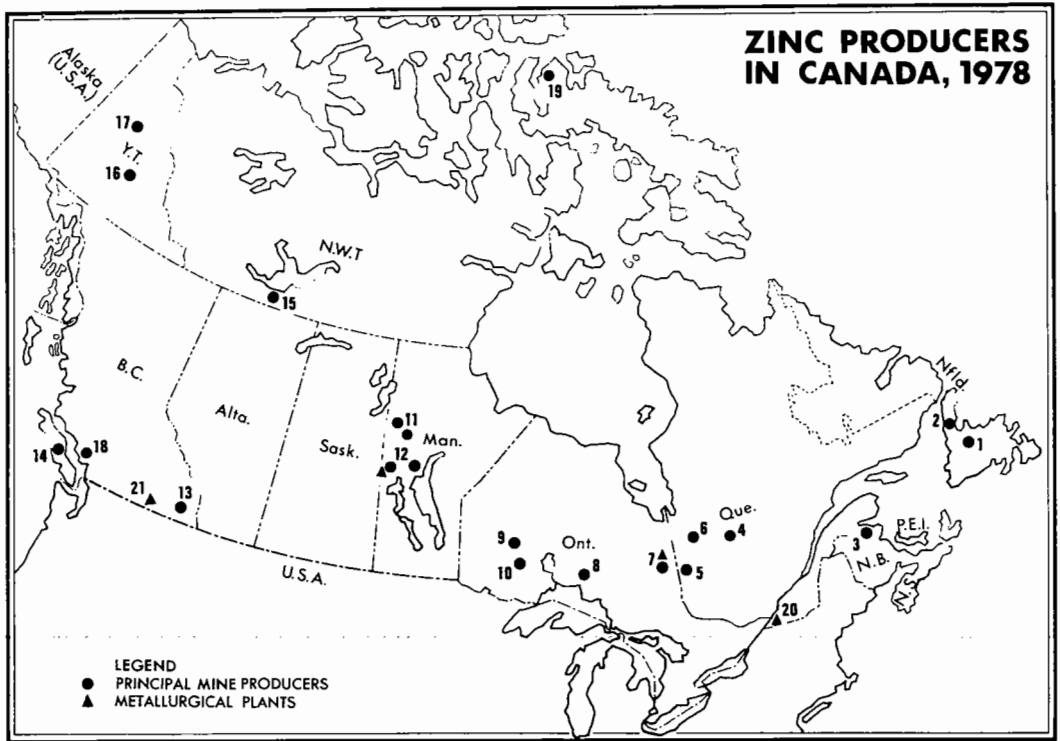 ZINC PRODUCERS
IN CANADA, 1978
Alaska
(U.S.A.)
19
17
Y.T.
16
N.W.T
15
B.C.
Alta.
Sask.
Man.
11
12
14
18
21
13
U.S.A.
Nfld.
2
1
9
10
Ont.
8
7
6
4
5
Que.
3
P.E.I.
N.B.
N.S.
20
LEGEND
● PRINCIPAL MINE PRODUCERS
▲ METALLURGICAL PLANTS